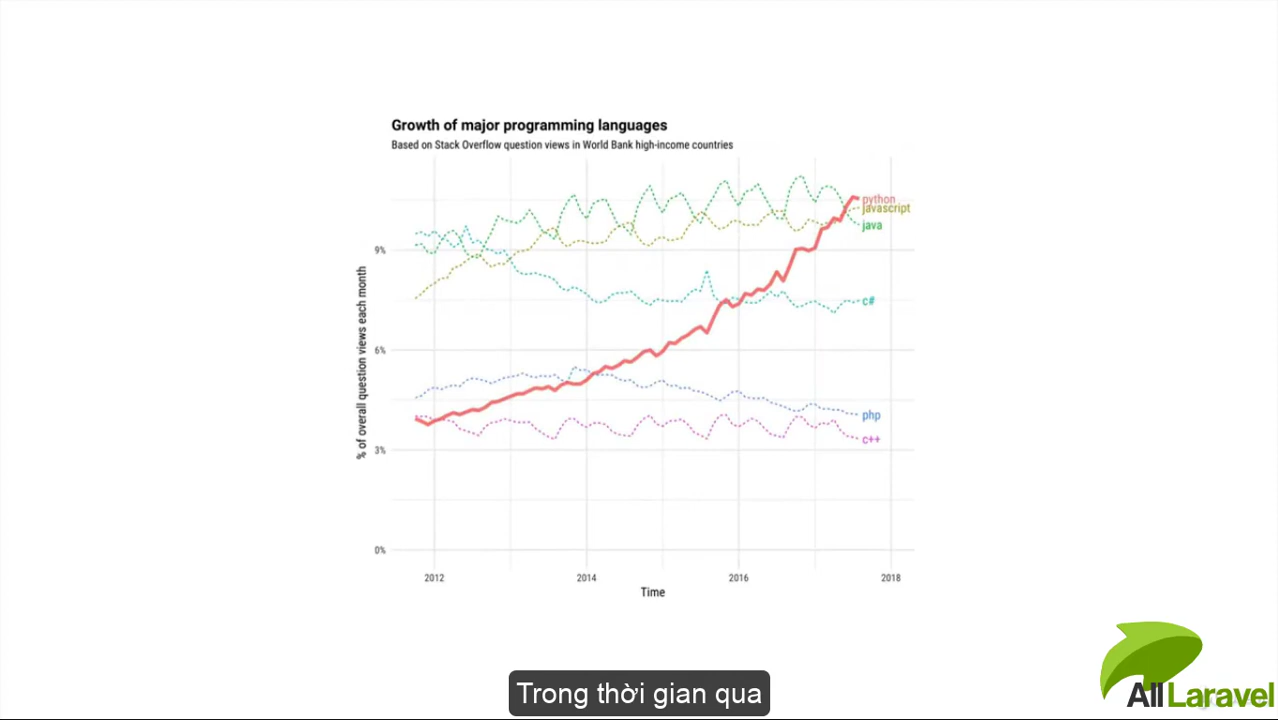 Growth of major programming languages
Based on Stack Overflow question views in World Bank high-income countries
% of overall question views each month
9%
6%
3%
0%
python
javascript
java
c#
php
c++
2012
2014
2016
2018
Time
Trong thời gian qua
AllLaravel